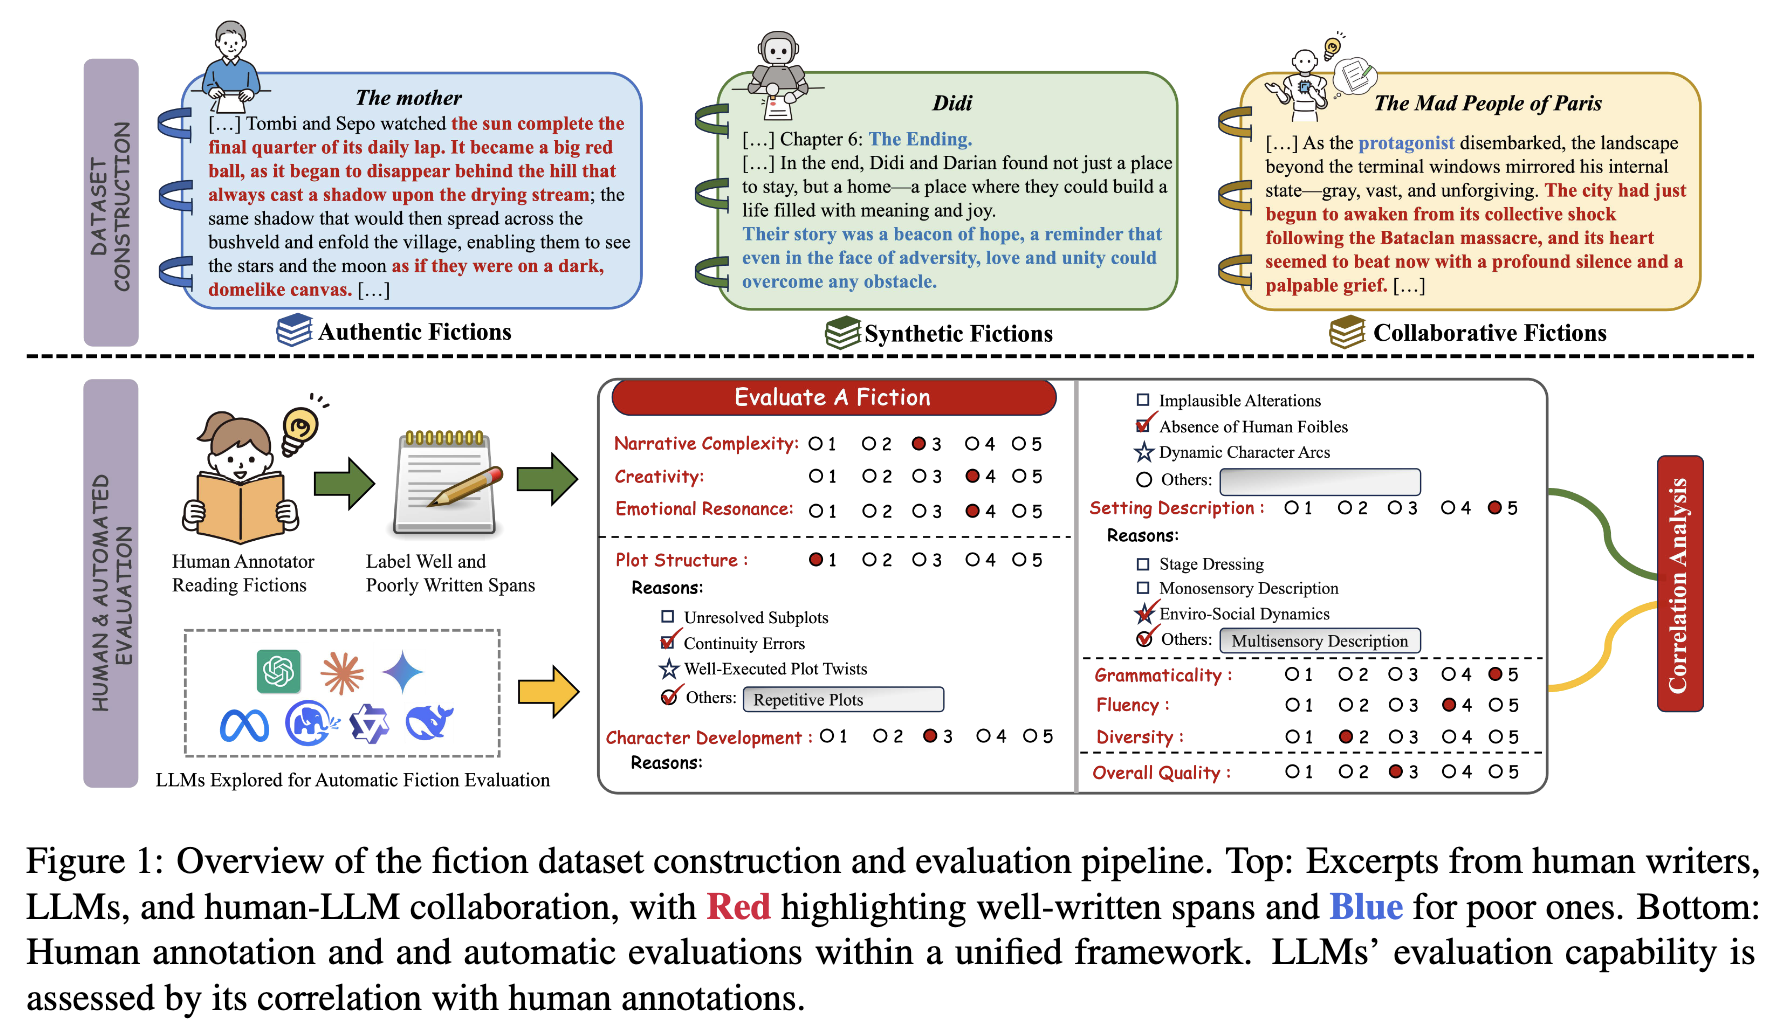 DATASET
CONSTRUCTION
The mother
[…] Tombi and Sepo watched the sun complete the
final quarter of its daily lap. It became a big red
ball, as it began to disappear behind the hill that
always cast a shadow upon the drying stream; the
same shadow that would then spread across the
bushveld and enfold the village, enabling them to see
the stars and the moon as if they were on a dark,
domelike canvas. […]
Authentic Fictions
Didi
[…] Chapter 6: The Ending.
[…] In the end, Didi and Darian found not just a place
to stay, but a home—a place where they could build a
life filled with meaning and joy.
Their story was a beacon of hope, a reminder that
even in the face of adversity, love and unity could
overcome any obstacle.
Synthetic Fictions
The Mad People of Paris
[…] As the protagonist disembarked, the landscape
beyond the terminal windows mirrored his internal
state—gray, vast, and unforgiving. The city had just
begun to awaken from its collective shock
following the Bataclan massacre, and its heart
seemed to beat now with a profound silence and a
palpable grief. […]
Collaborative Fictions
HUMAN & AUTOMATED
EVALUATION
Human Annotator
Reading Fictions
Label Well and
Poorly Written Spans
LLMs Explored for Automatic Fiction Evaluation
Evaluate A Fiction
Narrative Complexity: 1 2 3 4 5
Creativity: 1 2 3 4 5
Emotional Resonance: 1 2 3 4 5
Plot Structure : 1 2 3 4 5
Reasons:
Unresolved Subplots
Continuity Errors
Well-Executed Plot Twists
Others: Repetitive Plots
Character Development : 1 2 3 4 5
Reasons:
Implausible Alterations
Absence of Human Foibles
Dynamic Character Arcs
Others:
Setting Description : 1 2 3 4 5
Reasons:
Stage Dressing
Monosensory Description
Enviro-Social Dynamics
Others: Multisensory Description
Grammaticality : 1 2 3 4 5
Fluency : 1 2 3 4 5
Diversity : 1 2 3 4 5
Overall Quality : 1 2 3 4 5
Correlation Analysis
Figure 1: Overview of the fiction dataset construction and evaluation pipeline. Top: Excerpts from human writers,
LLMs, and human-LLM collaboration, with Red highlighting well-written spans and Blue for poor ones. Bottom:
Human annotation and and automatic evaluations within a unified framework. LLMs’ evaluation capability is
assessed by its correlation with human annotations.